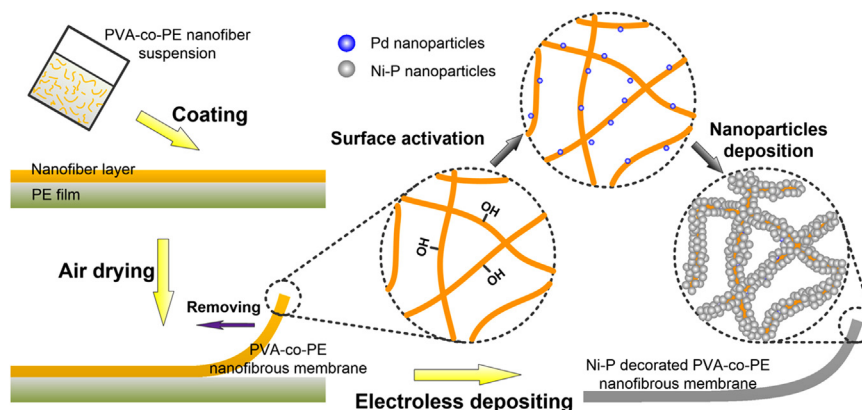 PVA-co-PE nanofiber
suspension
Coating
Nanofiber layer
PE film
Air drying
Removing
PVA-co-PE
nanofibrous membrane
OH
OH
OH
Surface activation
Pd nanoparticles
Ni-P nanoparticles
Nanoparticles
deposition
Electroless depositing
Ni-P decorated PVA-co-PE
nanofibrous membrane